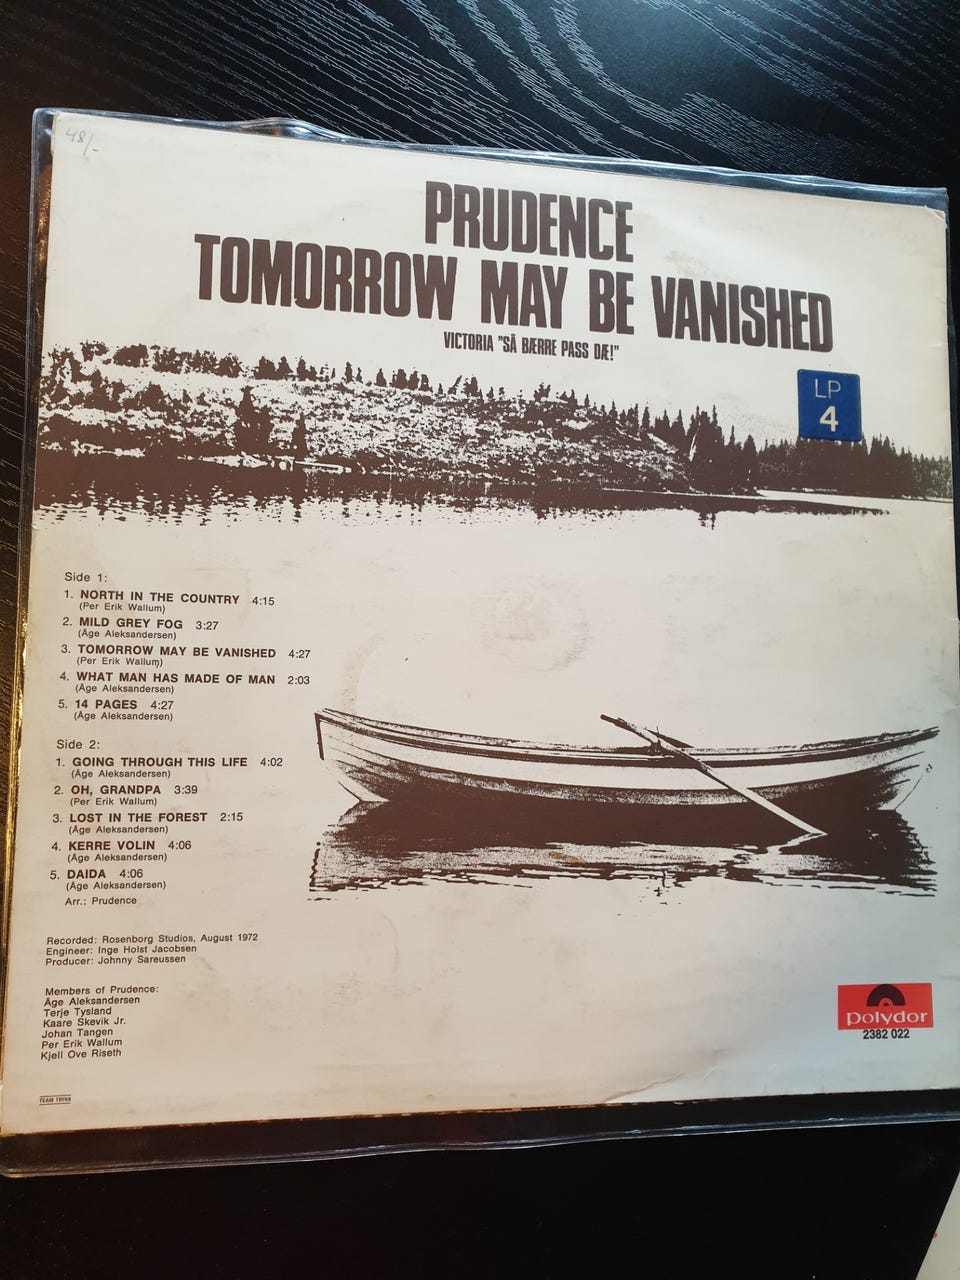 48/-
PRUDENCE
TOMORROW MAY BE VANISHED
VICTORIA "SÅ BÆRRE PASS DÆ!"
LP
4
Side 1:
1. NORTH IN THE COUNTRY 4:15
(Per Erik Wallum)
2. MILD GREY FOG 3:27
(Åge Aleksandersen)
3. TOMORROW MAY BE VANISHED 4:27
(Per Erik Wallum)
4. WHAT MAN HAS MADE OF MAN 2:03
(Åge Aleksandersen)
5. 14 PAGES 4:27
(Åge Aleksandersen)
Side 2:
1. GOING THROUGH THIS LIFE 4:02
(Åge Aleksandersen)
2. OH, GRANDPA 3:39
(Per Erik Wallum)
3. LOST IN THE FOREST 2:15
(Åge Aleksandersen)
4. KERRE VOLIN 4:06
(Åge Aleksandersen)
5. DAIDA 4:06
(Åge Aleksandersen)
Arr.: Prudence
Recorded: Rosenborg Studios, August 1972
Engineer: Inge Holst Jacobsen
Producer: Johnny Sareussen
Members of Prudence:
Åge Aleksandersen
Terje Tysland
Kaare Skevik Jr.
Johan Tangen
Per Erik Wallum
Kjell Ove Riseth
polydor
2382 022
TEAM TRYKK